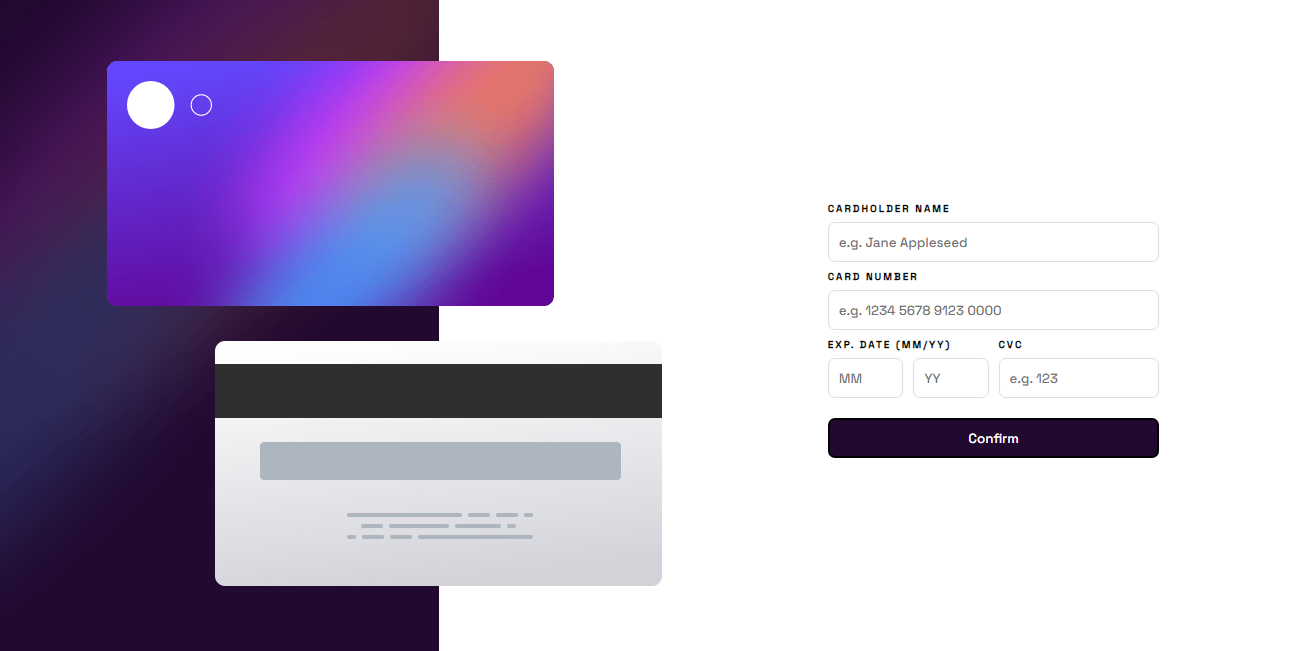 CARDHOLDER NAME
e.g. Jane Appleseed
CARD NUMBER
e.g. 1234 5678 9123 0000
EXP. DATE (MM/YY) CVC
MM YY e.g. 123
Confirm